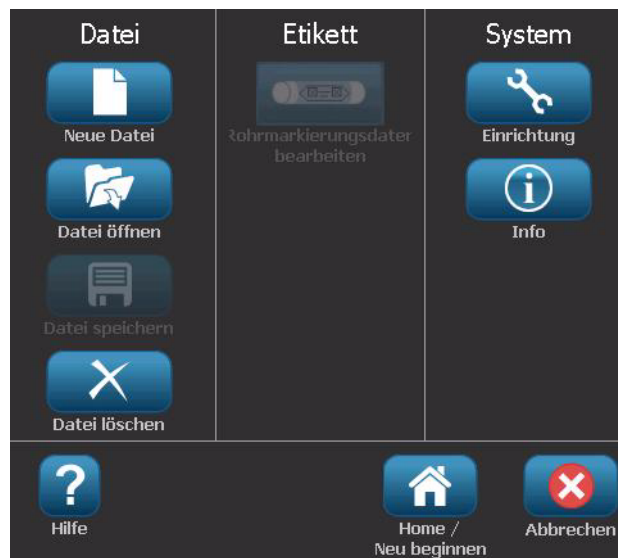 Datei
Etikett
System
Neue Datei
Rohrmarkierungsdaten
bearbeiten
Einrichtung
Datei öffnen
Info
Datei speichern
Datei löschen
?
Hilfe
Home /
Neu beginnen
Abbrechen